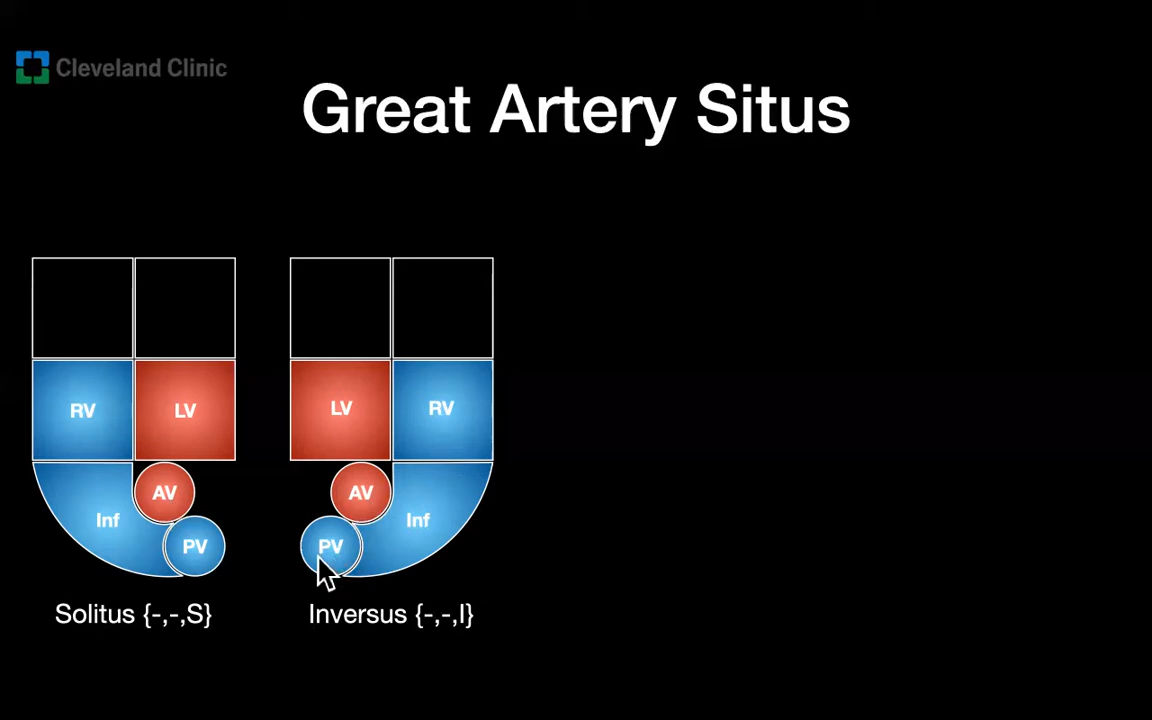 Cleveland Clinic
Great Artery Situs
RV LV
AV
Inf
PV
Solitus {-,-,S}
LV RV
AV
Inf
PV
Inversus {-,-,I}